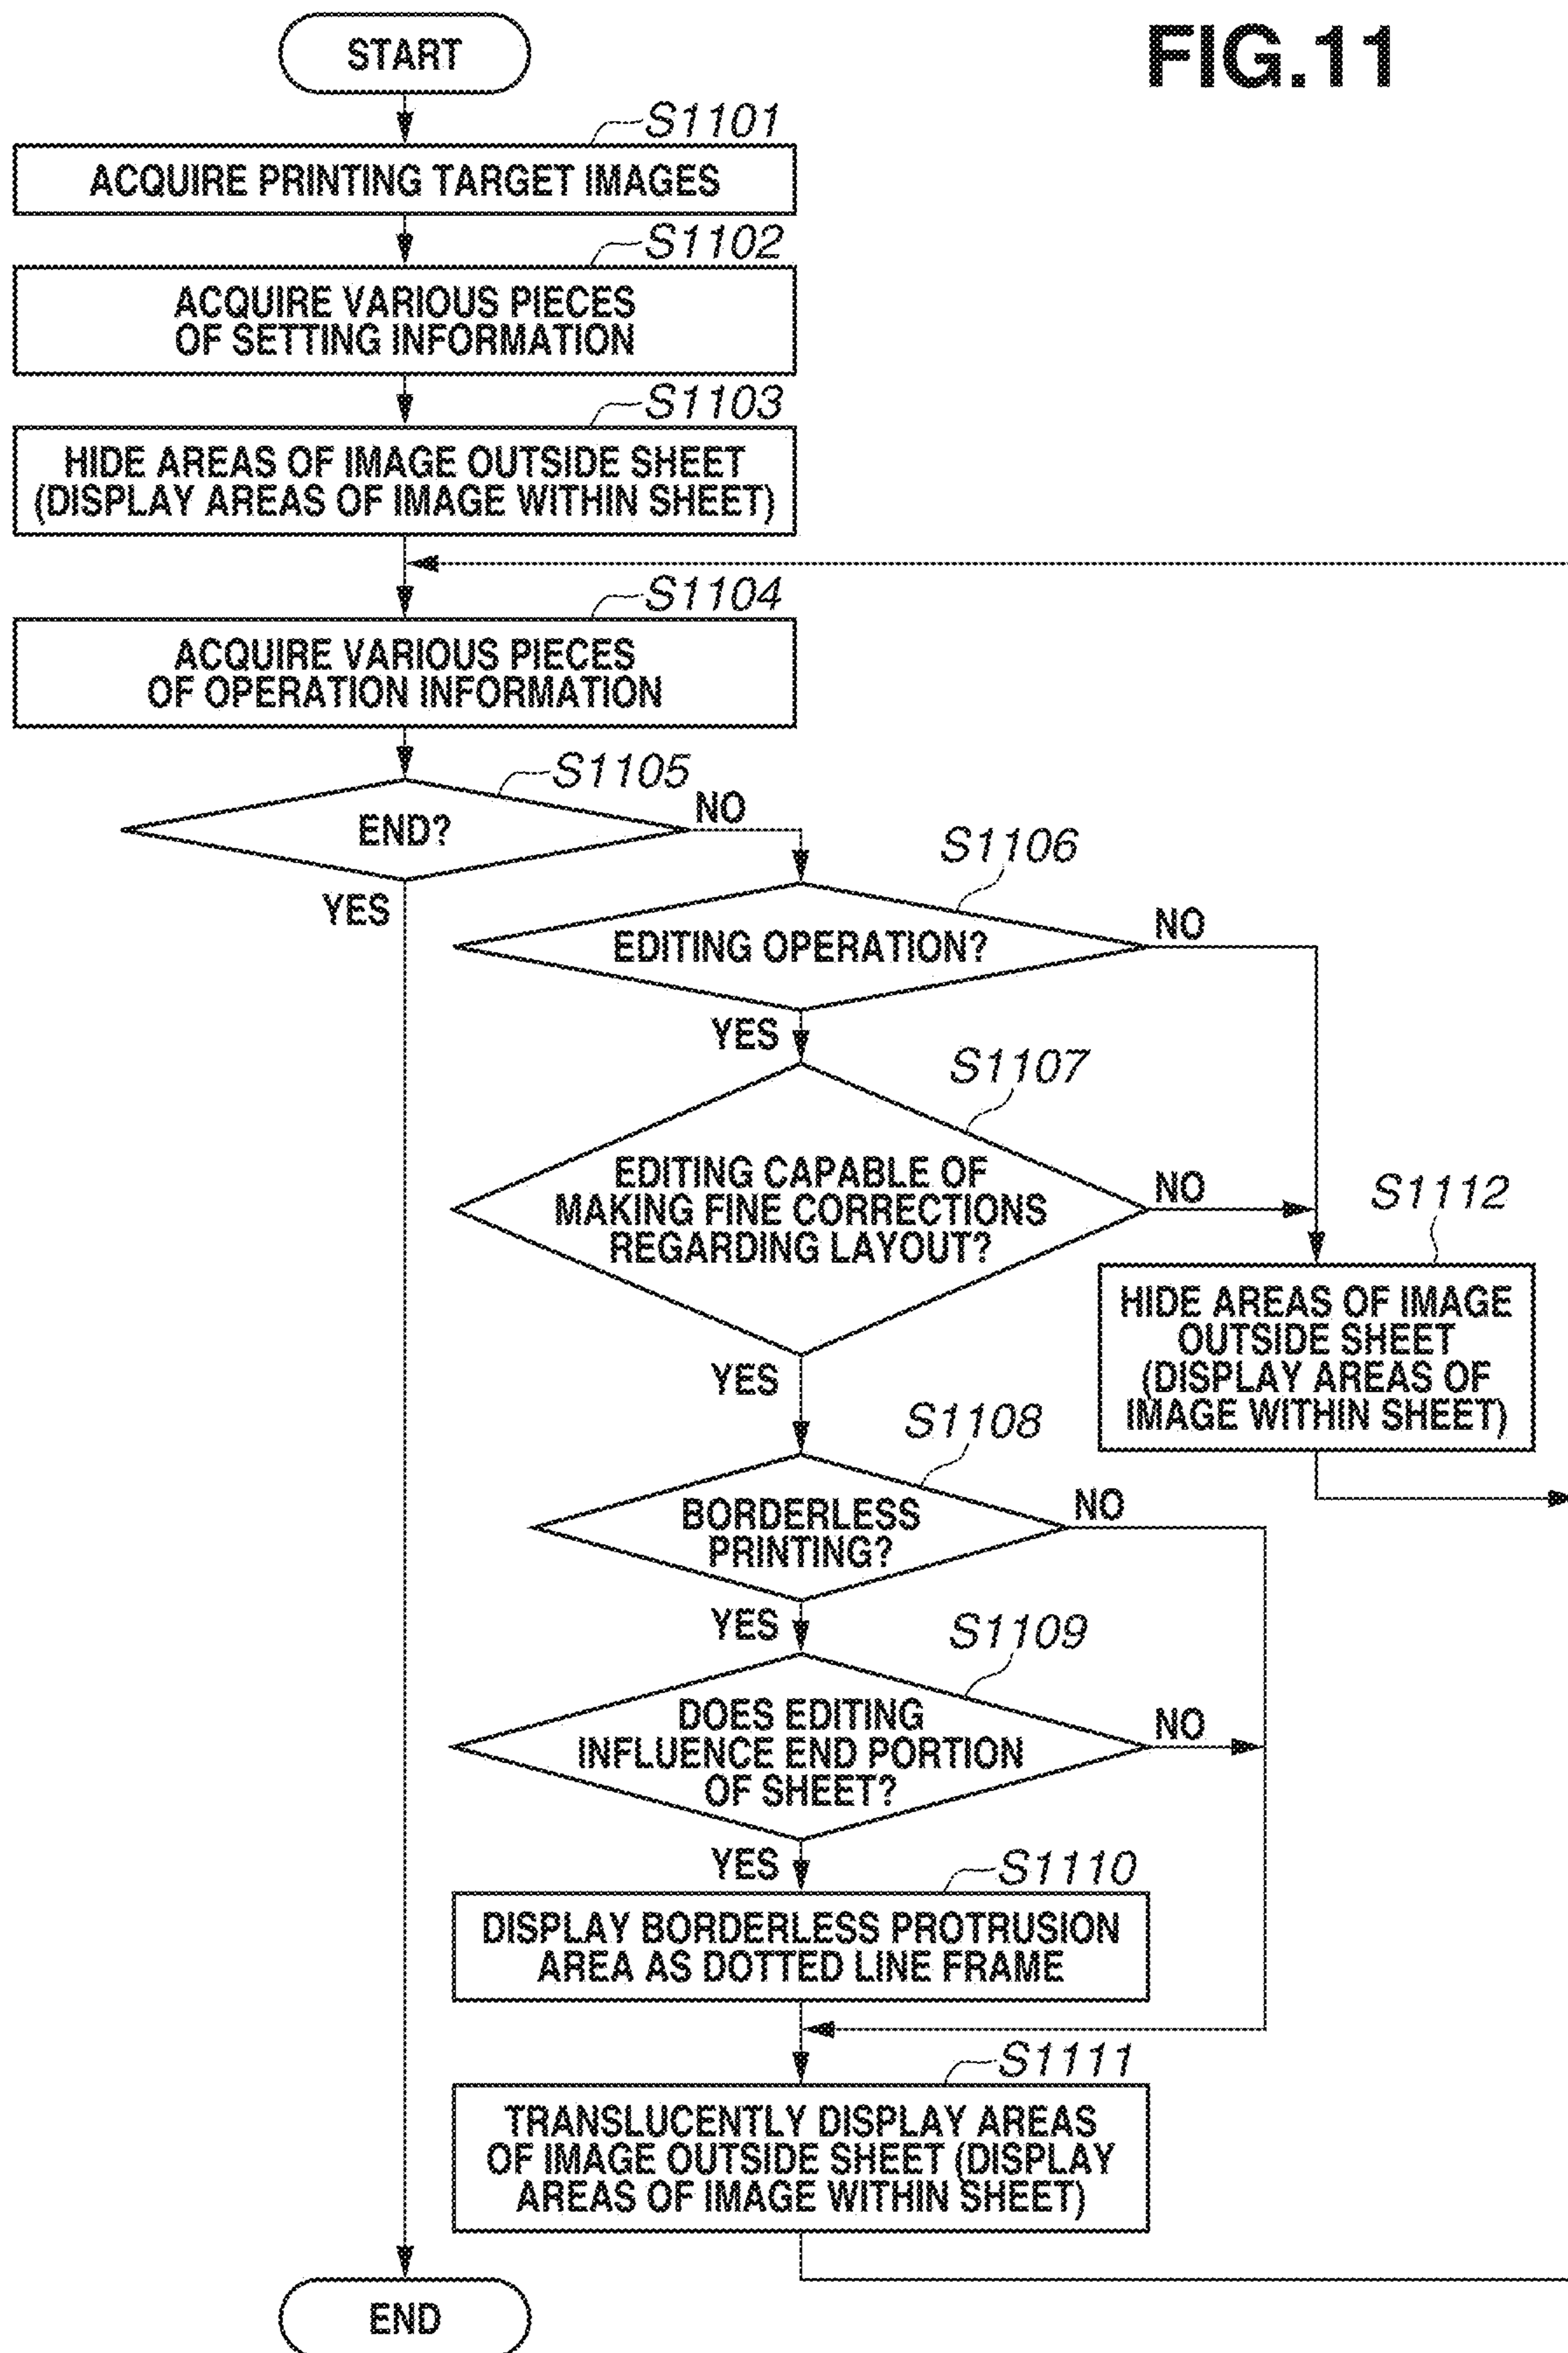 FIG.11
START
S1101
ACQUIRE PRINTING TARGET IMAGES
S1102
ACQUIRE VARIOUS PIECES
OF SETTING INFORMATION
S1103
HIDE AREAS OF IMAGE OUTSIDE SHEET
(DISPLAY AREAS OF IMAGE WITHIN SHEET)
S1104
ACQUIRE VARIOUS PIECES
OF OPERATION INFORMATION
S1105
END?
NO
YES
S1106
EDITING OPERATION?
NO
YES
S1107
EDITING CAPABLE OF
MAKING FINE CORRECTIONS
REGARDING LAYOUT?
NO
YES
S1112
HIDE AREAS OF IMAGE
OUTSIDE SHEET
(DISPLAY AREAS OF
IMAGE WITHIN SHEET)
S1108
BORDERLESS
PRINTING?
NO
YES
S1109
DOES EDITING
INFLUENCE END PORTION
OF SHEET?
NO
YES
S1110
DISPLAY BORDERLESS PROTRUSION
AREA AS DOTTED LINE FRAME
S1111
TRANSLUCENTLY DISPLAY AREAS
OF IMAGE OUTSIDE SHEET (DISPLAY
AREAS OF IMAGE WITHIN SHEET)
END